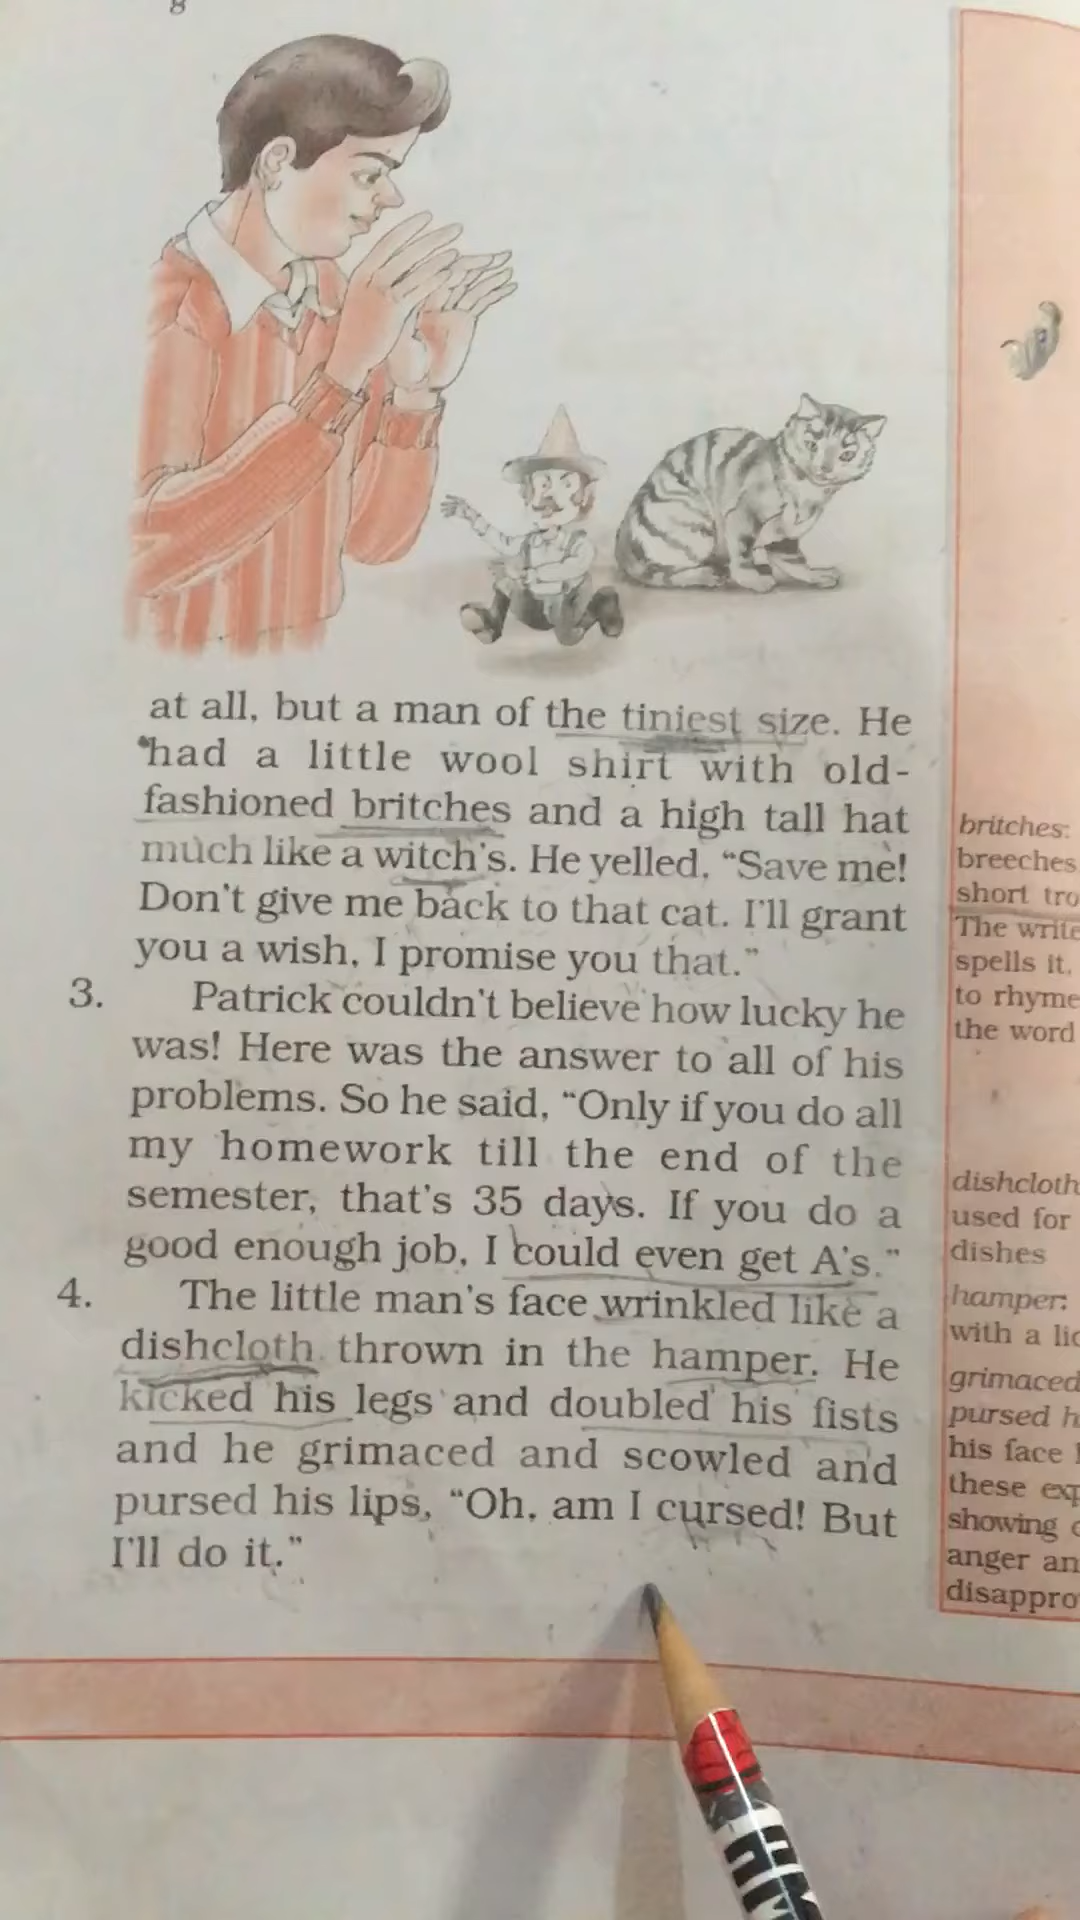 8
at all, but a man of the tiniest size. He
had a little wool shirt with old-
fashioned britches and a high tall hat
much like a witch's. He yelled, “Save me!
Don't give me back to that cat. I'll grant
you a wish, I promise you that.”
3. Patrick couldn't believe how lucky he
was! Here was the answer to all of his
problems. So he said, “Only if you do all
my homework till the end of the
semester, that's 35 days. If you do a
good enough job, I could even get A's.”
4. The little man's face wrinkled like a
dishcloth thrown in the hamper. He
kicked his legs and doubled his fists
and he grimaced and scowled and
pursed his lips, “Oh, am I cursed! But
I'll do it.”
britches:
breeches
short
The
spells it,
to rhyme
the word
dishcloth
used for
dishes
hamper:
with a
grimaced
pursed
his face
these
showing
anger